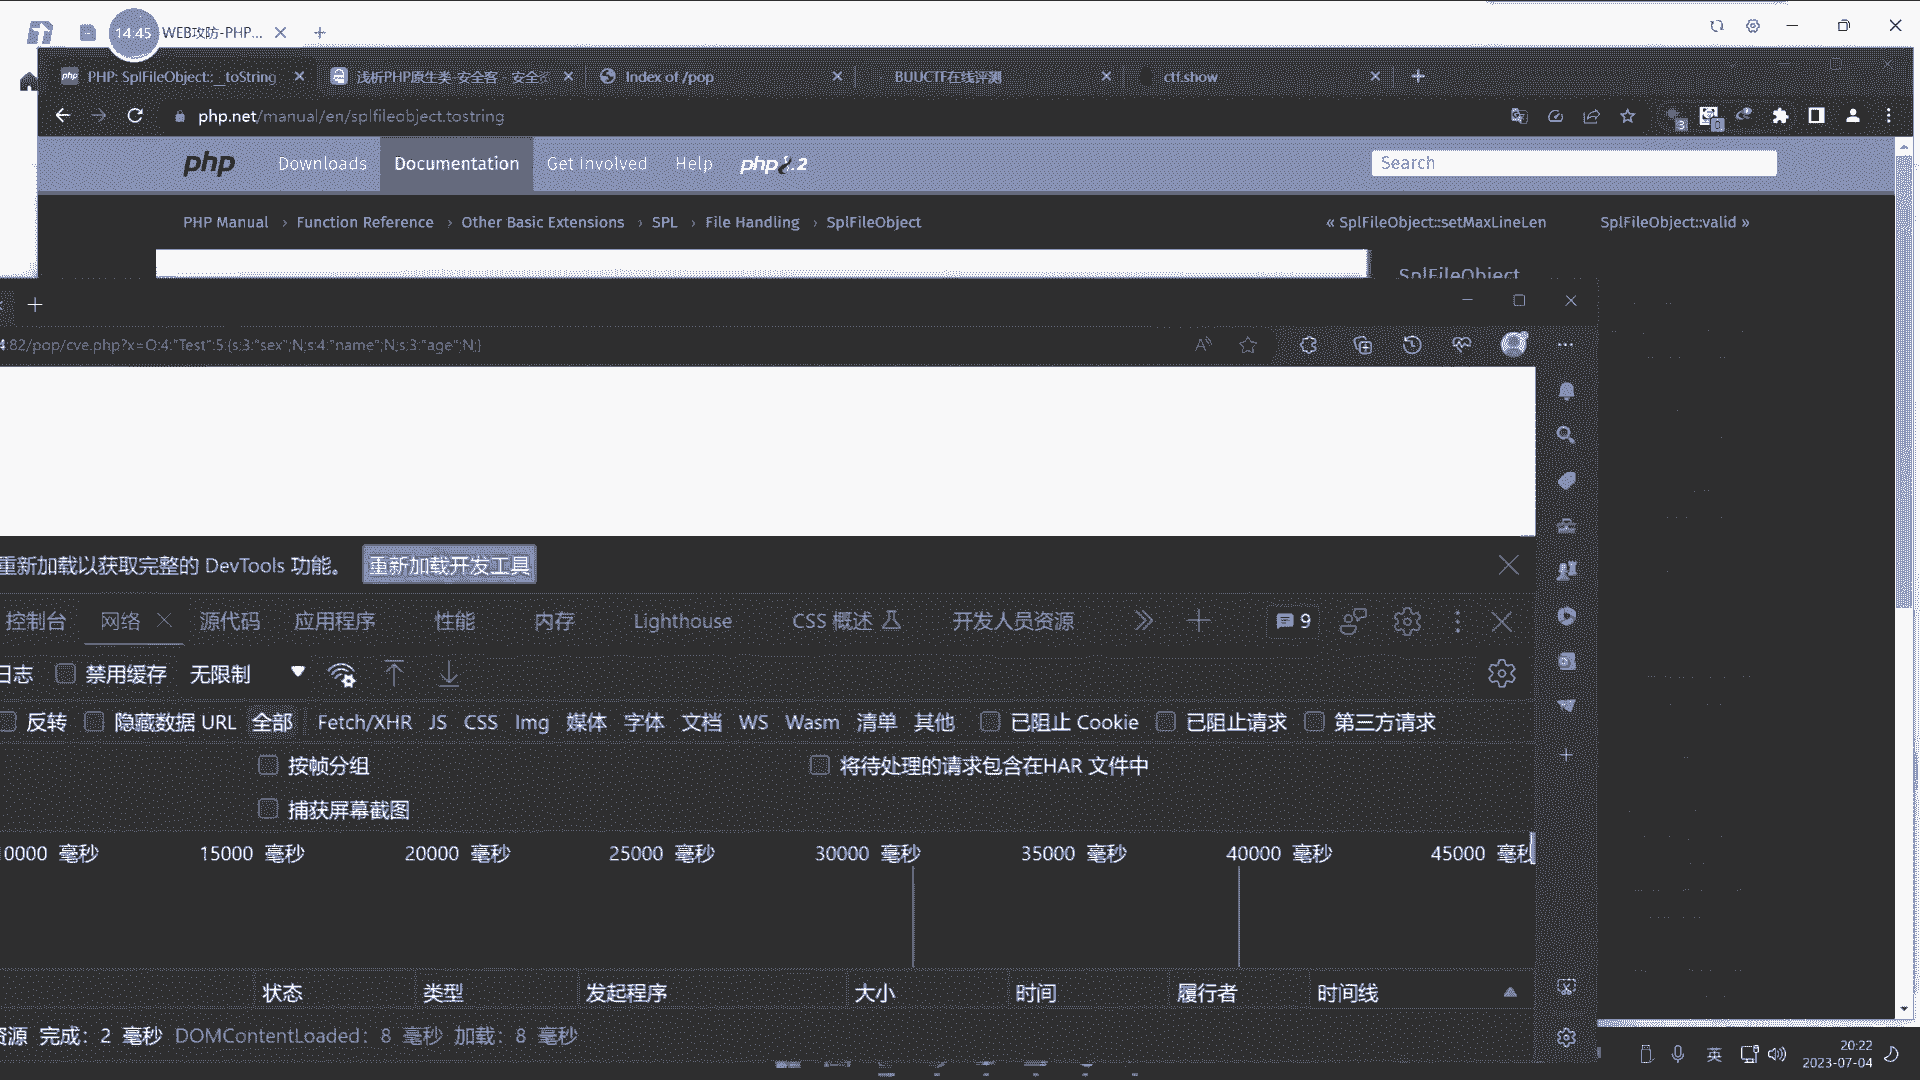 14:45 WEB攻防-PHP...
PHP: SplFileObject::__toString
浅析PHP原生类-安全客 - 安全
Index of /pop
BUUCTF在线评测
ctf.show
php.net/manual/en/splfileobject.tostring
3
0
php Downloads Documentation Get Involved Help php8.2
Search
PHP Manual › Function Reference › Other Basic Extensions › SPL › File Handling › SplFileObject
« SplFileObject::setMaxLineLen
SplFileObject::valid »
SplFileObject
4:82/pop/cve.php?x=O:4:"Test":5:{s:3:"sex";N;s:4:"name";N;s:3:"age";N;}
重新加载以获取完整的 DevTools 功能。 重新加载开发工具
控制台 网络 源代码 应用程序 性能 内存 Lighthouse CSS 概述 开发人员资源 9
日志 禁用缓存 无限制
反转 隐藏数据 URL 全部 Fetch/XHR JS CSS Img 媒体 字体 文档 WS Wasm 清单 其他 已阻止 Cookie 已阻止请求 第三方请求
按帧分组 将待处理的请求包含在HAR 文件中
捕获屏幕截图
0000 毫秒 15000 毫秒 20000 毫秒 25000 毫秒 30000 毫秒 35000 毫秒 40000 毫秒 45000 毫秒
状态 类型 发起程序 大小 时间 履行者 时间线
资源 完成: 2 毫秒 DOMContentLoaded: 8 毫秒 加载: 8 毫秒
英
20:22
2023-07-04